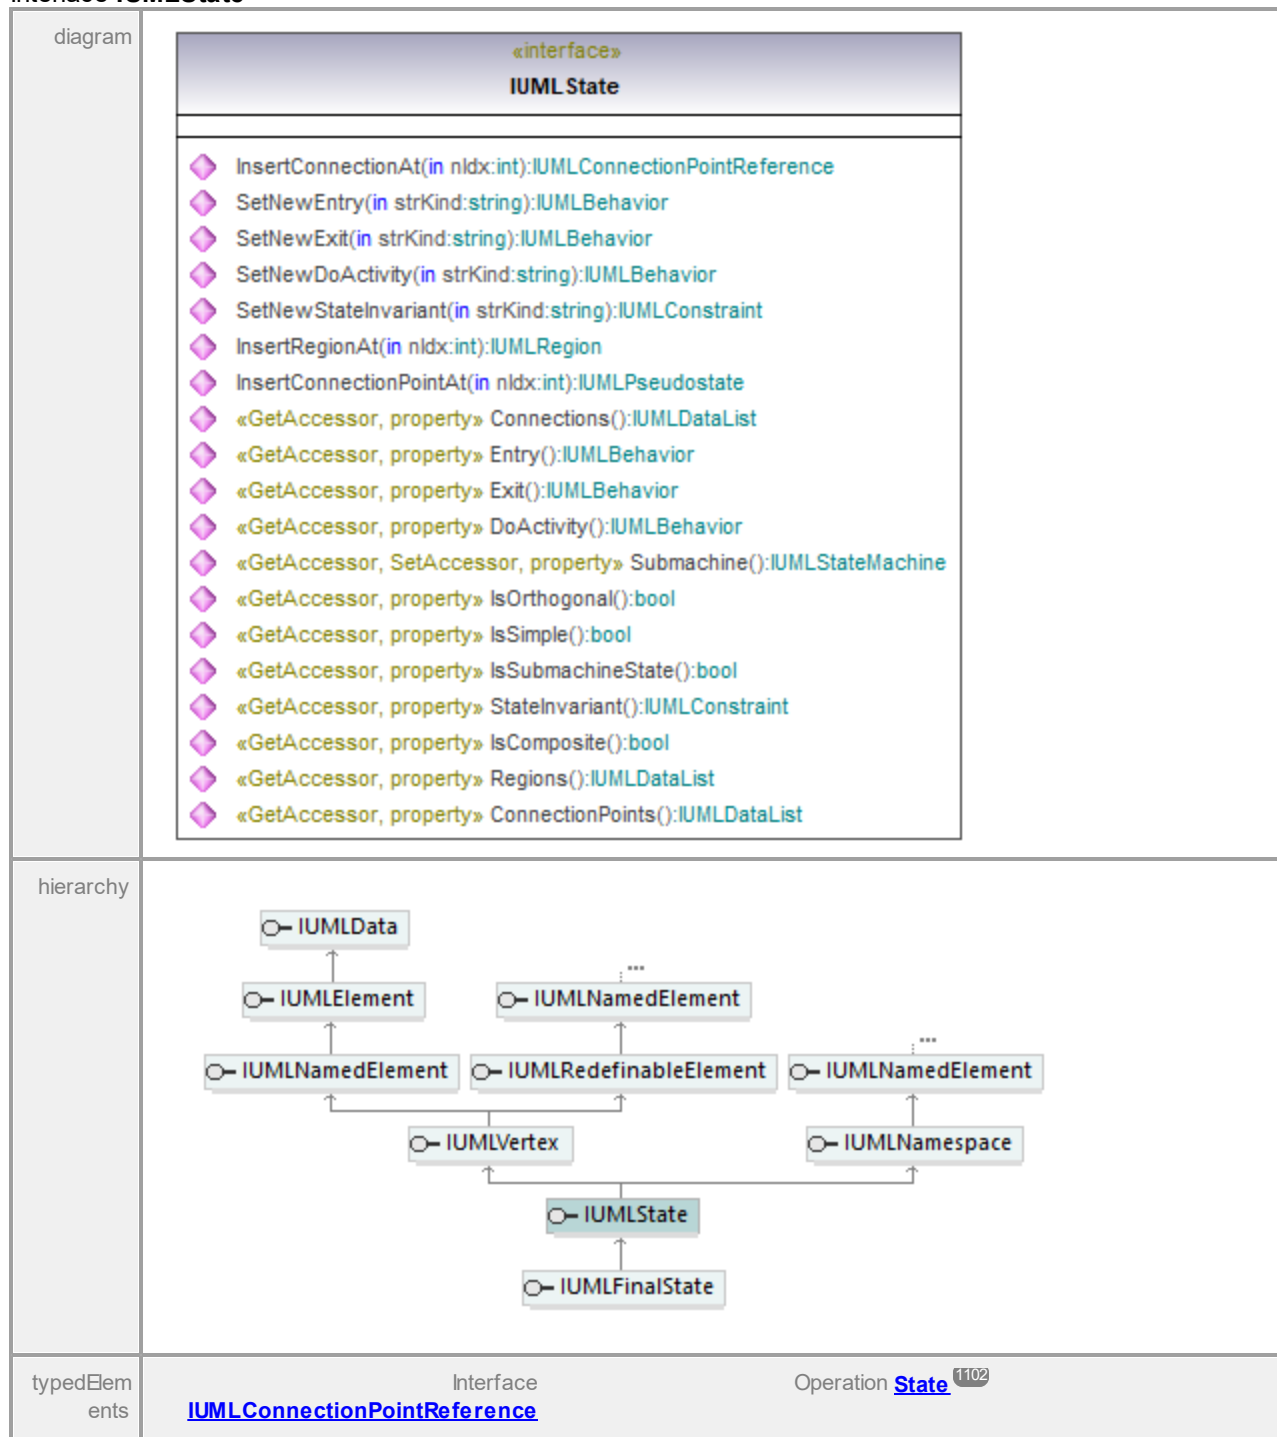 interface IUMLState
diagram
«interface»
IUMLState
InsertConnectionAt(in nIdx:int):IUMLConnectionPointReference
SetNewEntry(in strKind:string):IUMLBehavior
SetNewExit(in strKind:string):IUMLBehavior
SetNewDoActivity(in strKind:string):IUMLBehavior
SetNewStateInvariant(in strKind:string):IUMLConstraint
InsertRegionAt(in nIdx:int):IUMLRegion
InsertConnectionPointAt(in nIdx:int):IUMLPseudostate
«GetAccessor, property» Connections():IUMLDataList
«GetAccessor, property» Entry():IUMLBehavior
«GetAccessor, property» Exit():IUMLBehavior
«GetAccessor, property» DoActivity():IUMLBehavior
«GetAccessor, SetAccessor, property» Submachine():IUMLStateMachine
«GetAccessor, property» IsOrthogonal():bool
«GetAccessor, property» IsSimple():bool
«GetAccessor, property» IsSubmachineState():bool
«GetAccessor, property» StateInvariant():IUMLConstraint
«GetAccessor, property» IsComposite():bool
«GetAccessor, property» Regions():IUMLDataList
«GetAccessor, property» ConnectionPoints():IUMLDataList
hierarchy
IUMLData
...
IUMLElement
IUMLNamedElement
...
IUMLNamedElement
IUMLRedefinableElement
IUMLNamedElement
IUMLVertex
IUMLNamespace
IUMLState
IUMLFinalState
typedElem
ents
Interface
IUMLConnectionPointReference
Operation State 1102